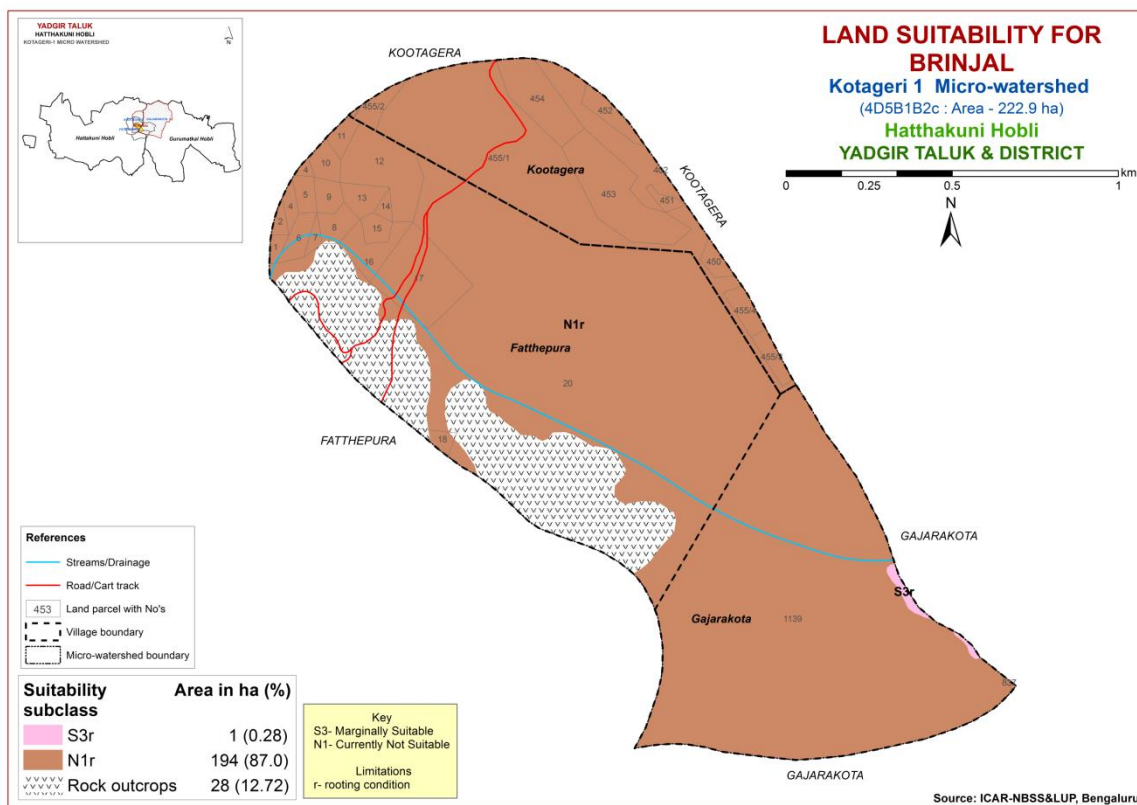 YADGIR TALUK
HATTHAKUNI HOBLI
KOTAGERI-1 MICRO WATERSHED
N
Hattakuni Hobli
Gurumatkal Hobli
LAND SUITABILITY FOR
BRINJAL
Kotageri 1 Micro-watershed
(4D5B1B2c : Area - 222.9 ha)
Hatthakuni Hobli
YADGIR TALUK & DISTRICT
km
0 0.25 0.5 1
N
KOOTAGERA
455/2
454
452
11
12
455/1
Kootagera
452
KOOTAGERA
10
4
5
9
13
14
453
451
2
15
8
6
7
1
16
17
450
455/4
N1r
Fatthepura
20
FATTHEPURA
18
GAJARAKOTA
S3r
Gajarakota
1139
GAJARAKOTA
References
Streams/Drainage
Road/Cart track
453 Land parcel with No's
Village boundary
Micro-watershed boundary
Suitability subclass Area in ha (%)
S3r 1 (0.28)
N1r 194 (87.0)
Rock outcrops 28 (12.72)
Key
S3- Marginally Suitable
N1- Currently Not Suitable
Limitations
r- rooting condition
Source: ICAR-NBSS&LUP, Bengaluru